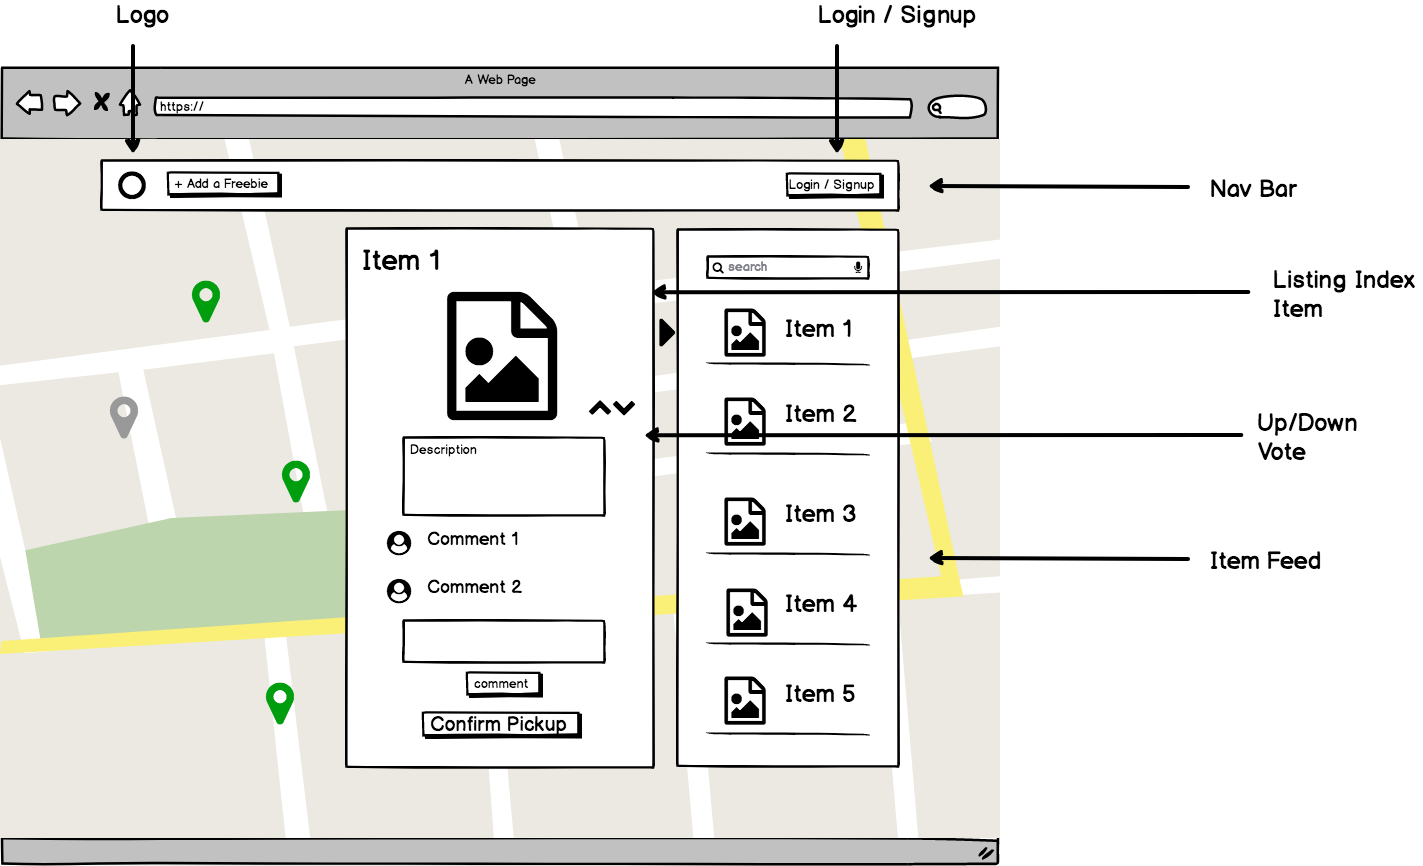 Logo
Login / Signup
A Web Page
https://
+ Add a Freebie
Login / Signup
Nav Bar
Item 1
Description
Comment 1
Comment 2
comment
Confirm Pickup
search
Item 1
Item 2
Item 3
Item 4
Item 5
Listing Index
Item
Up/Down
Vote
Item Feed